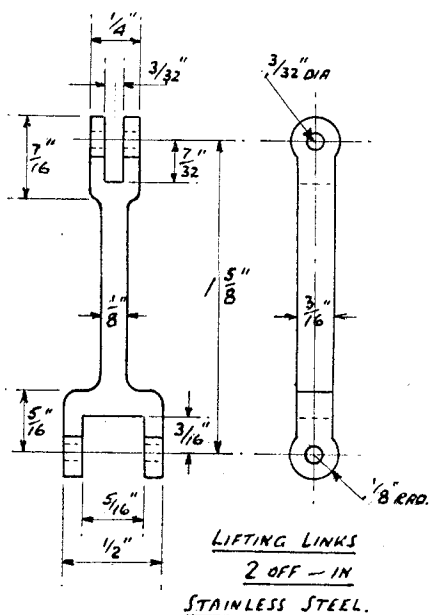 1/4"
3/32"
3/32" DIA
7/16"
7/32"
1 5/8"
1/8"
3/16"
5/16"
3/16"
5/16"
1/2"
1/8" RAD.
LIFTING LINKS
2 OFF — IN
STAINLESS STEEL.